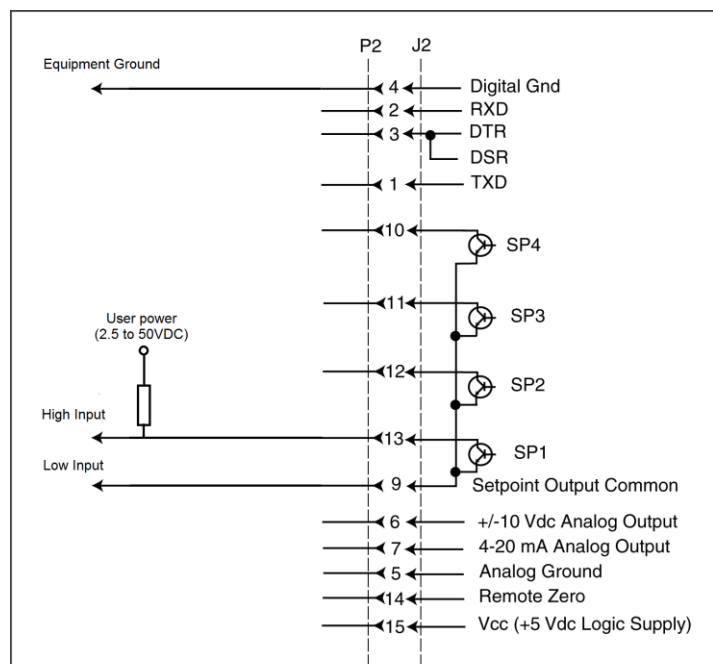 P2 J2
Equipment Ground
4 Digital Gnd
2 RXD
3 DTR
DSR
1 TXD
10
SP4
11
SP3
User power
(2.5 to 50VDC)
12
SP2
High Input
13
SP1
Low Input
9 Setpoint Output Common
6 +/-10 Vdc Analog Output
7 4-20 mA Analog Output
5 Analog Ground
14 Remote Zero
15 Vcc (+5 Vdc Logic Supply)